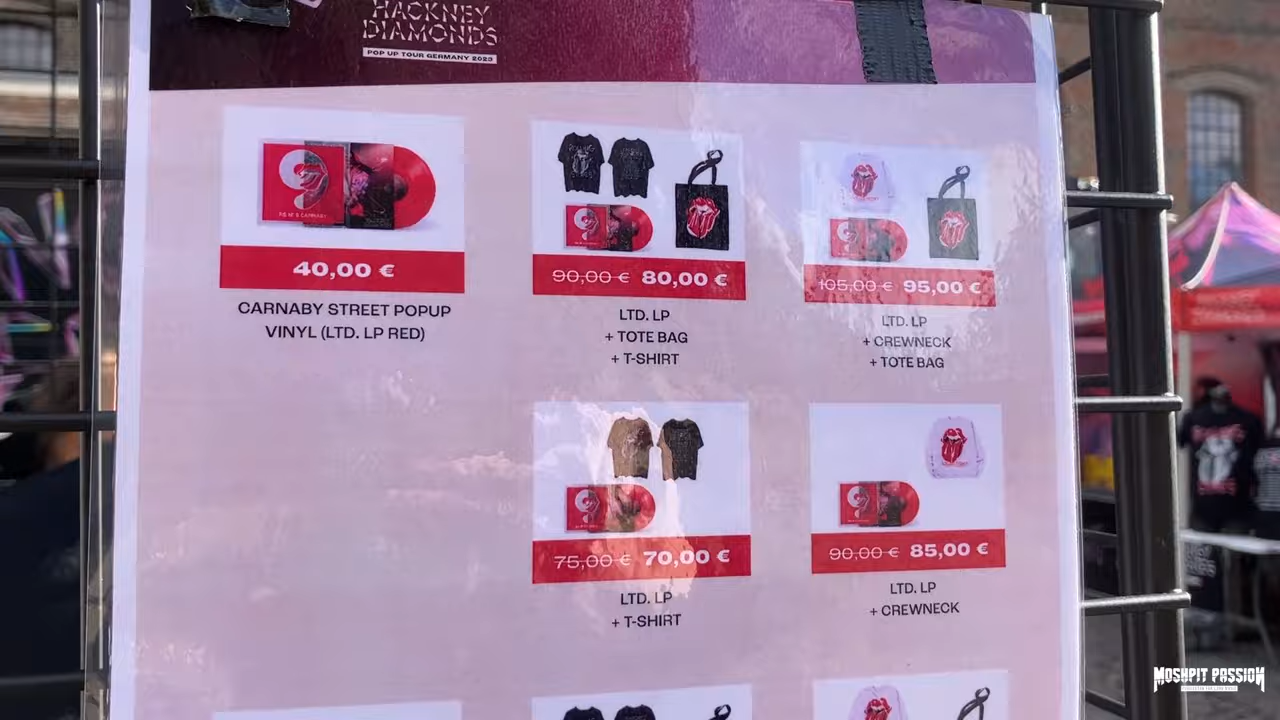 HACKNEY
DIAMONDS
POP UP TOUR GERMANY 2023
40,00 €
CARNABY STREET POPUP
VINYL (LTD. LP RED)
90,00 € 80,00 €
LTD. LP
+ TOTE BAG
+ T-SHIRT
105,00 € 95,00 €
LTD. LP
+ CREWNECK
+ TOTE BAG
75,00 € 70,00 €
LTD. LP
+ T-SHIRT
90,00 € 85,00 €
LTD. LP
+ CREWNECK
MOSHPIT PASSION